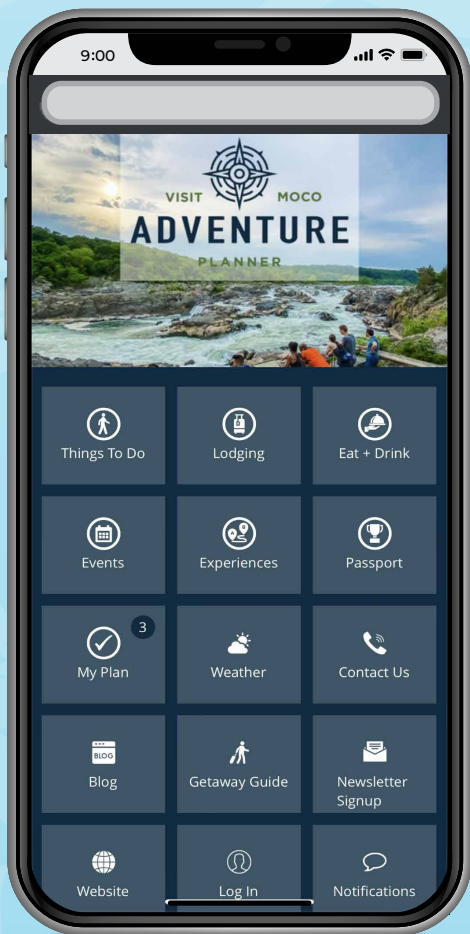 9:00
VISIT MOCO
ADVENTURE
PLANNER
Things To Do
Lodging
Eat + Drink
Events
Experiences
Passport
3
My Plan
Weather
Contact Us
BLOG
Blog
Getaway Guide
Newsletter
Signup
Website
Log In
Notifications